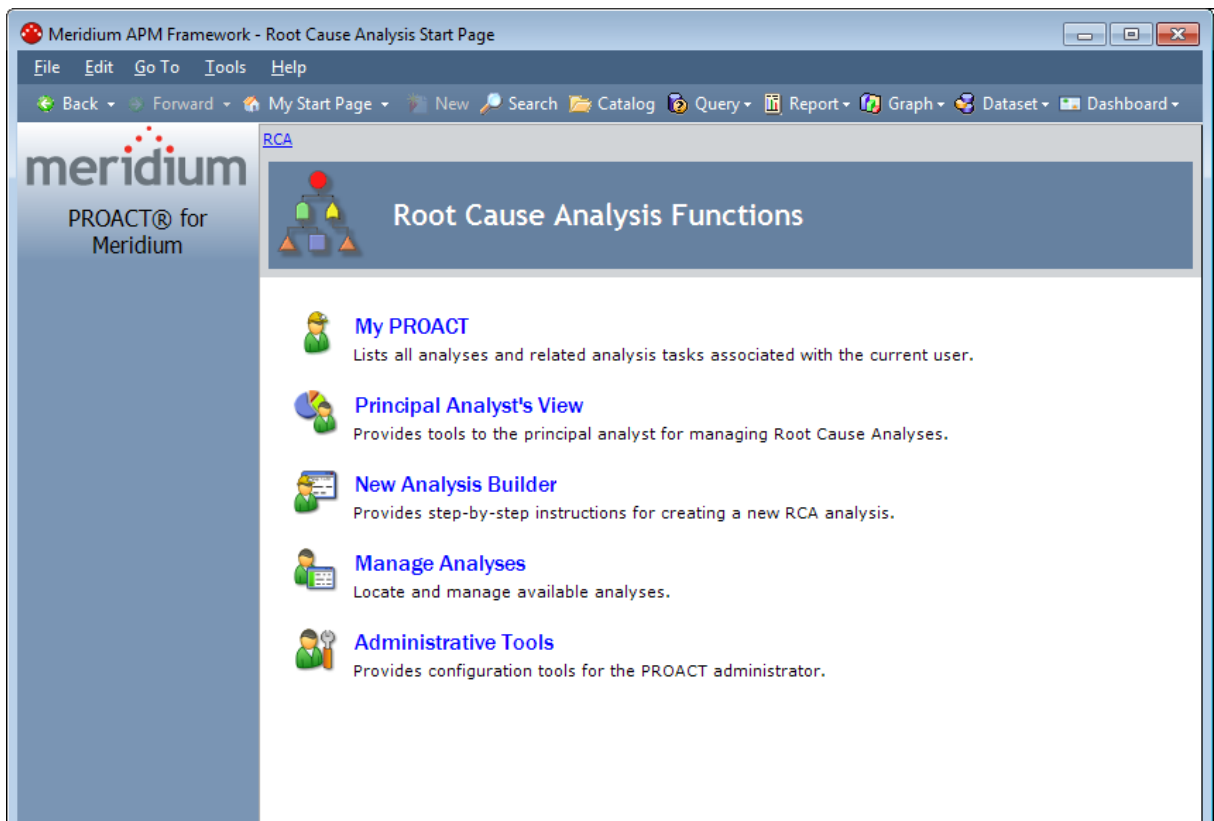 Meridium APM Framework - Root Cause Analysis Start Page
File Edit Go To Tools Help
Back Forward My Start Page New Search Catalog Query Report Graph Dataset Dashboard
meridium
PROACT® for
Meridium
RCA
Root Cause Analysis Functions
My PROACT
Lists all analyses and related analysis tasks associated with the current user.
Principal Analyst's View
Provides tools to the principal analyst for managing Root Cause Analyses.
New Analysis Builder
Provides step-by-step instructions for creating a new RCA analysis.
Manage Analyses
Locate and manage available analyses.
Administrative Tools
Provides configuration tools for the PROACT administrator.